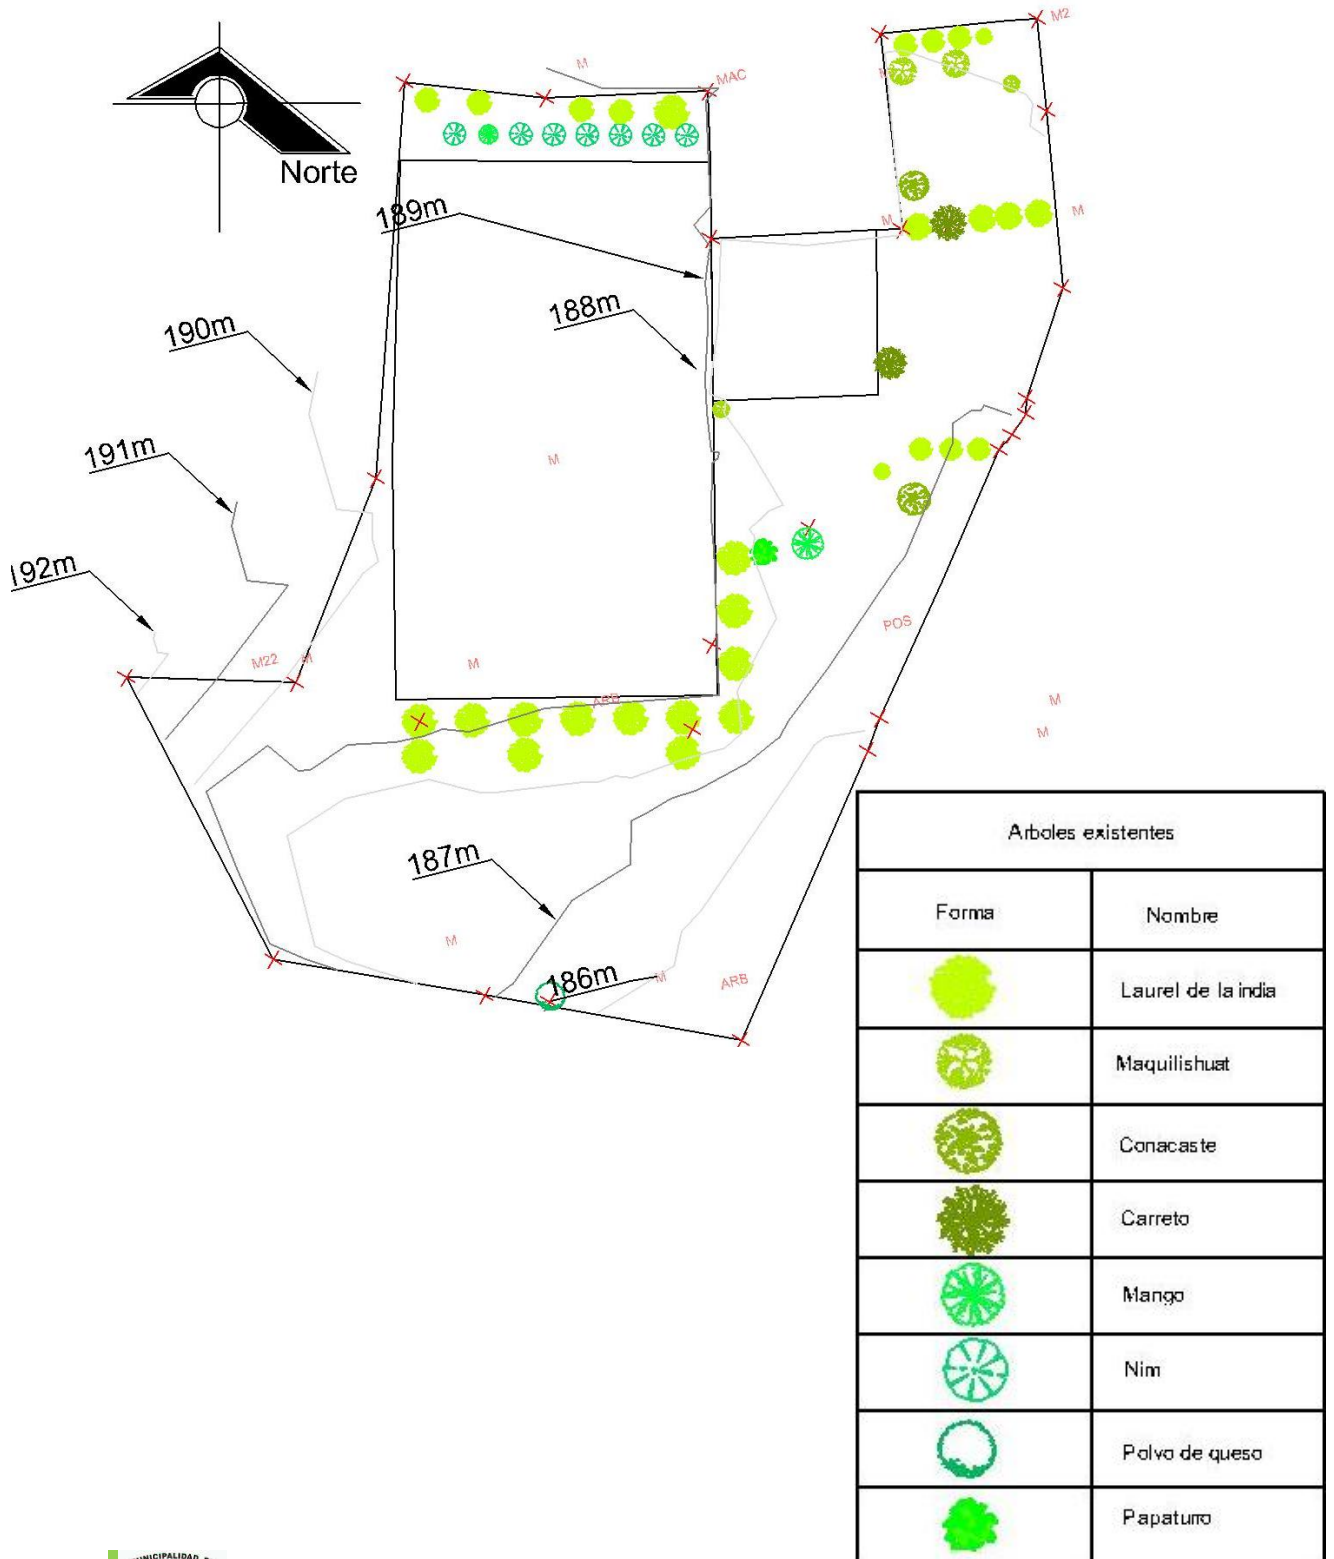 M2
M
MAC
M
Norte
189m
M
M
188m
190m
191m
M
192m
POS
M22
M
M
ARB
M
M
187m
M
186m
M
ARB
Arboles existentes
Forma
Nombre
Laurel de la india
Maquilishuat
Conacaste
Carreto
Mango
Nim
Polvo de queso
Papaturro